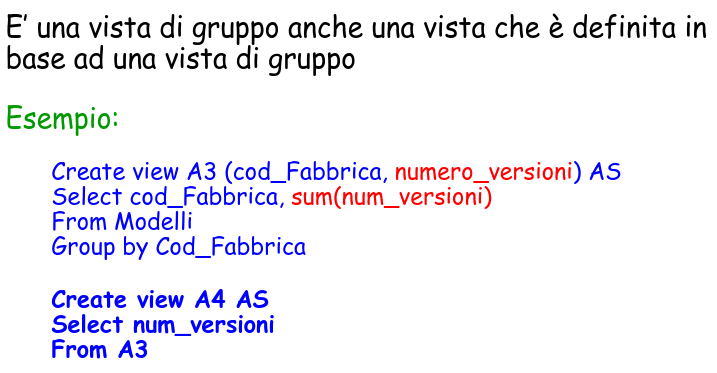 E' una vista di gruppo anche una vista che è definita in
base ad una vista di gruppo
Esempio:
Create view A3 (cod_Fabbrica, numero_versioni) AS
Select cod_Fabbrica, sum(num_versioni)
From Modelli
Group by Cod_Fabbrica
Create view A4 AS
Select num_versioni
From A3